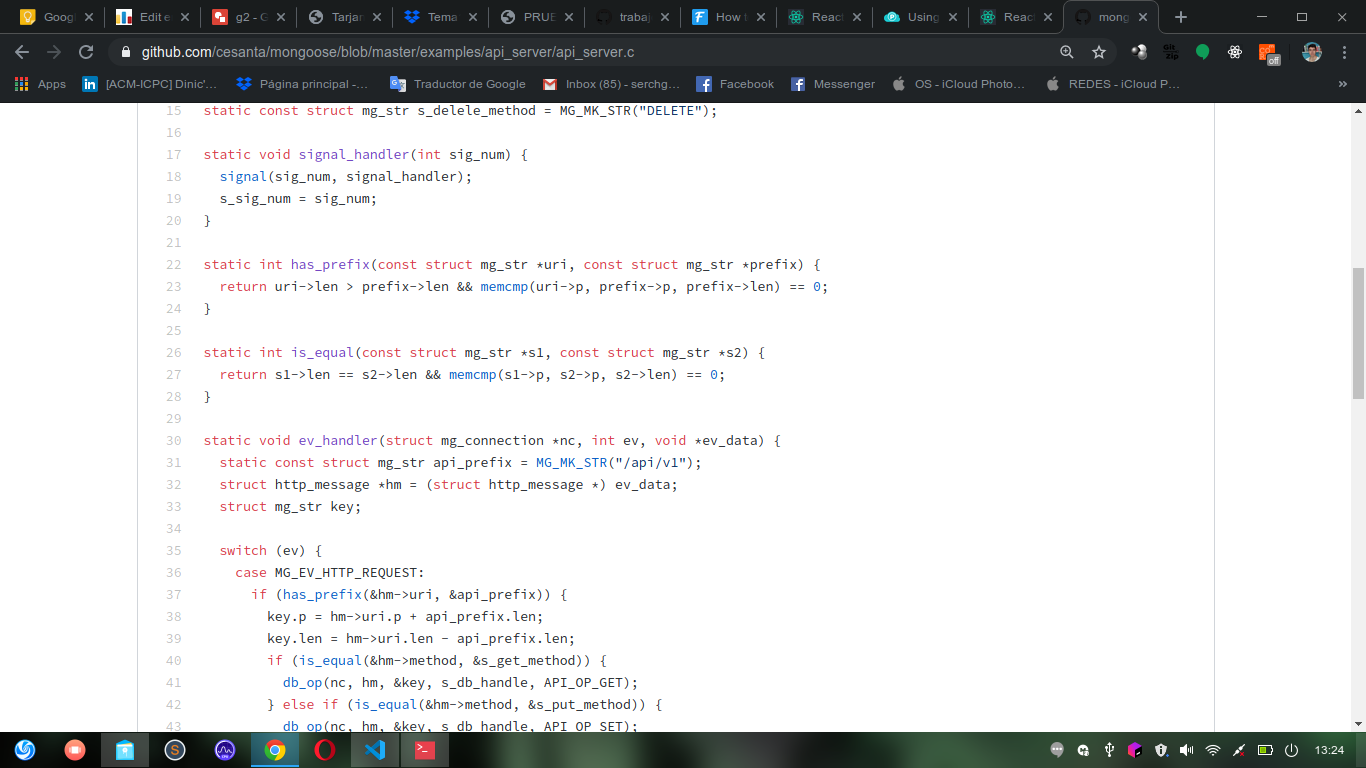 Googl
Edit e
g2 - G
Tarjan
Tema
PRUE
trabaj
How t
React
Using
React
mong
github.com/cesanta/mongoose/blob/master/examples/api_server/api_server.c
off
Apps
[ACM-ICPC] Dinic'…
Página principal -…
Traductor de Google
Inbox (85) - serchg…
Facebook
Messenger
OS - iCloud Photo…
REDES - iCloud P…
15 static const struct mg_str s_delele_method = MG_MK_STR("DELETE");
16
17 static void signal_handler(int sig_num) {
18 signal(sig_num, signal_handler);
19 s_sig_num = sig_num;
20 }
21
22 static int has_prefix(const struct mg_str *uri, const struct mg_str *prefix) {
23 return uri->len > prefix->len && memcmp(uri->p, prefix->p, prefix->len) == 0;
24 }
25
26 static int is_equal(const struct mg_str *s1, const struct mg_str *s2) {
27 return s1->len == s2->len && memcmp(s1->p, s2->p, s2->len) == 0;
28 }
29
30 static void ev_handler(struct mg_connection *nc, int ev, void *ev_data) {
31 static const struct mg_str api_prefix = MG_MK_STR("/api/v1");
32 struct http_message *hm = (struct http_message *) ev_data;
33 struct mg_str key;
34
35 switch (ev) {
36 case MG_EV_HTTP_REQUEST:
37 if (has_prefix(&hm->uri, &api_prefix)) {
38 key.p = hm->uri.p + api_prefix.len;
39 key.len = hm->uri.len - api_prefix.len;
40 if (is_equal(&hm->method, &s_get_method)) {
41 db_op(nc, hm, &key, s_db_handle, API_OP_GET);
42 } else if (is_equal(&hm->method, &s_put_method)) {
43 db_op(nc, hm, &key, s_db_handle, API_OP_SET);
13:24